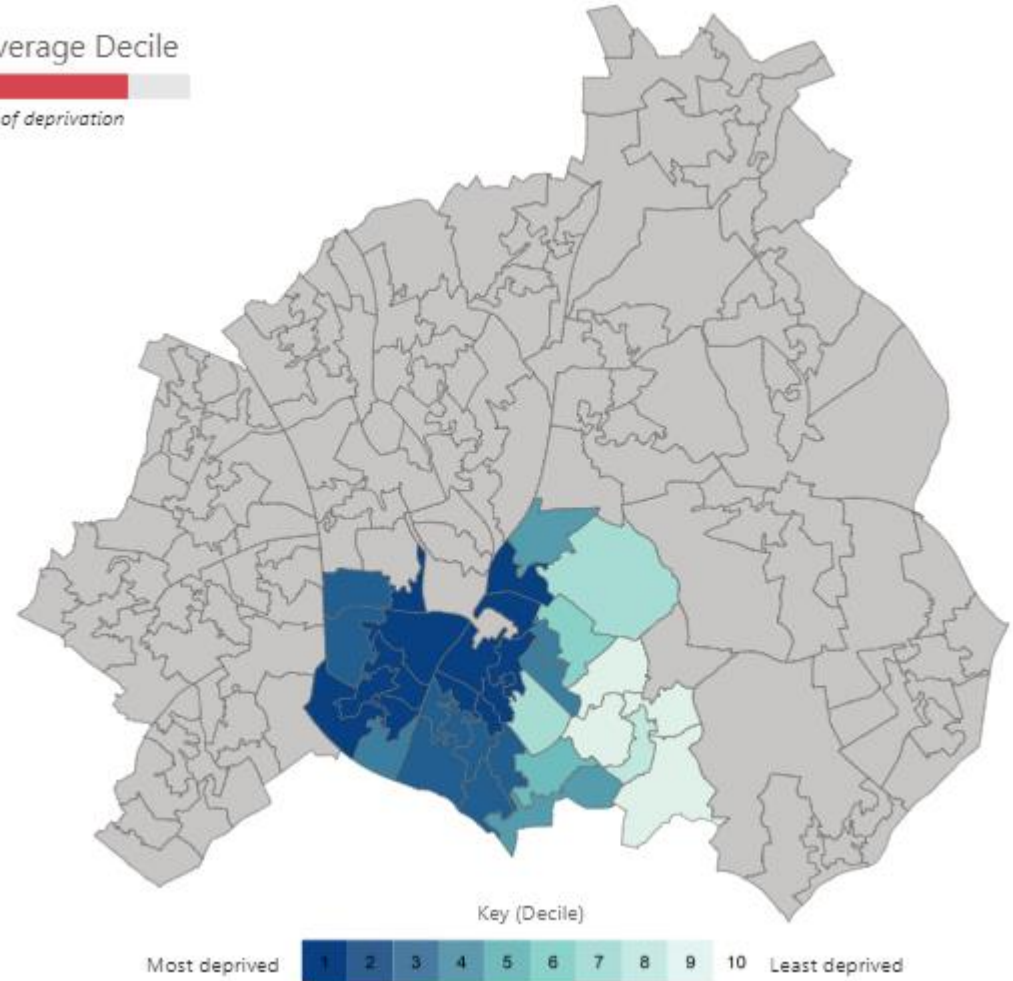 verage Decile
of deprivation
Key (Decile)
Most deprived 1 2 3 4 5 6 7 8 9 10 Least deprived